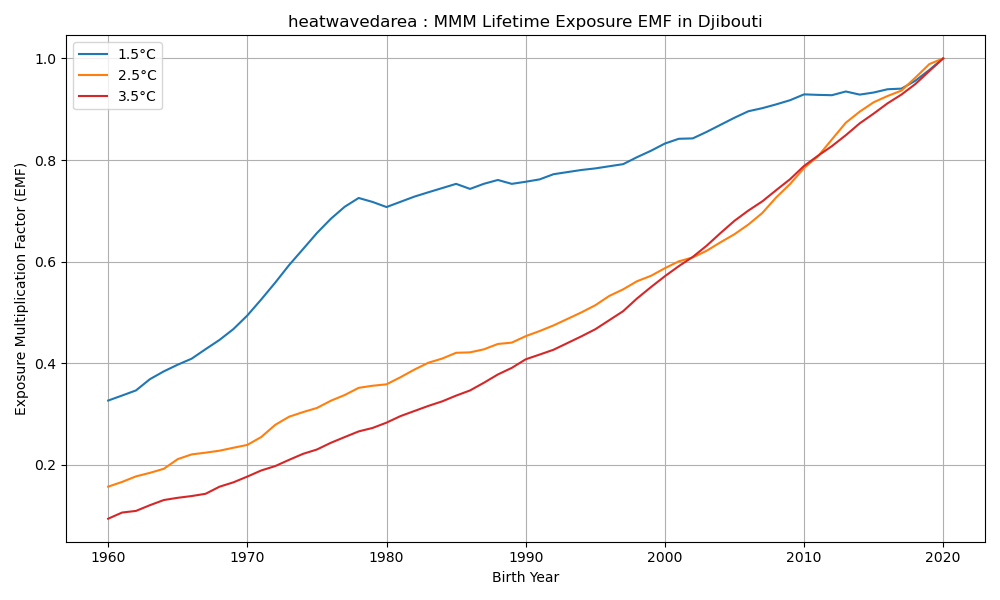 heatwavedarea : MMM Lifetime Exposure EMF in Djibouti
1.5°C
2.5°C
3.5°C
Exposure Multiplication Factor (EMF)
1.0
0.8
0.6
0.4
0.2
1960 1970 1980 1990 2000 2010 2020
Birth Year